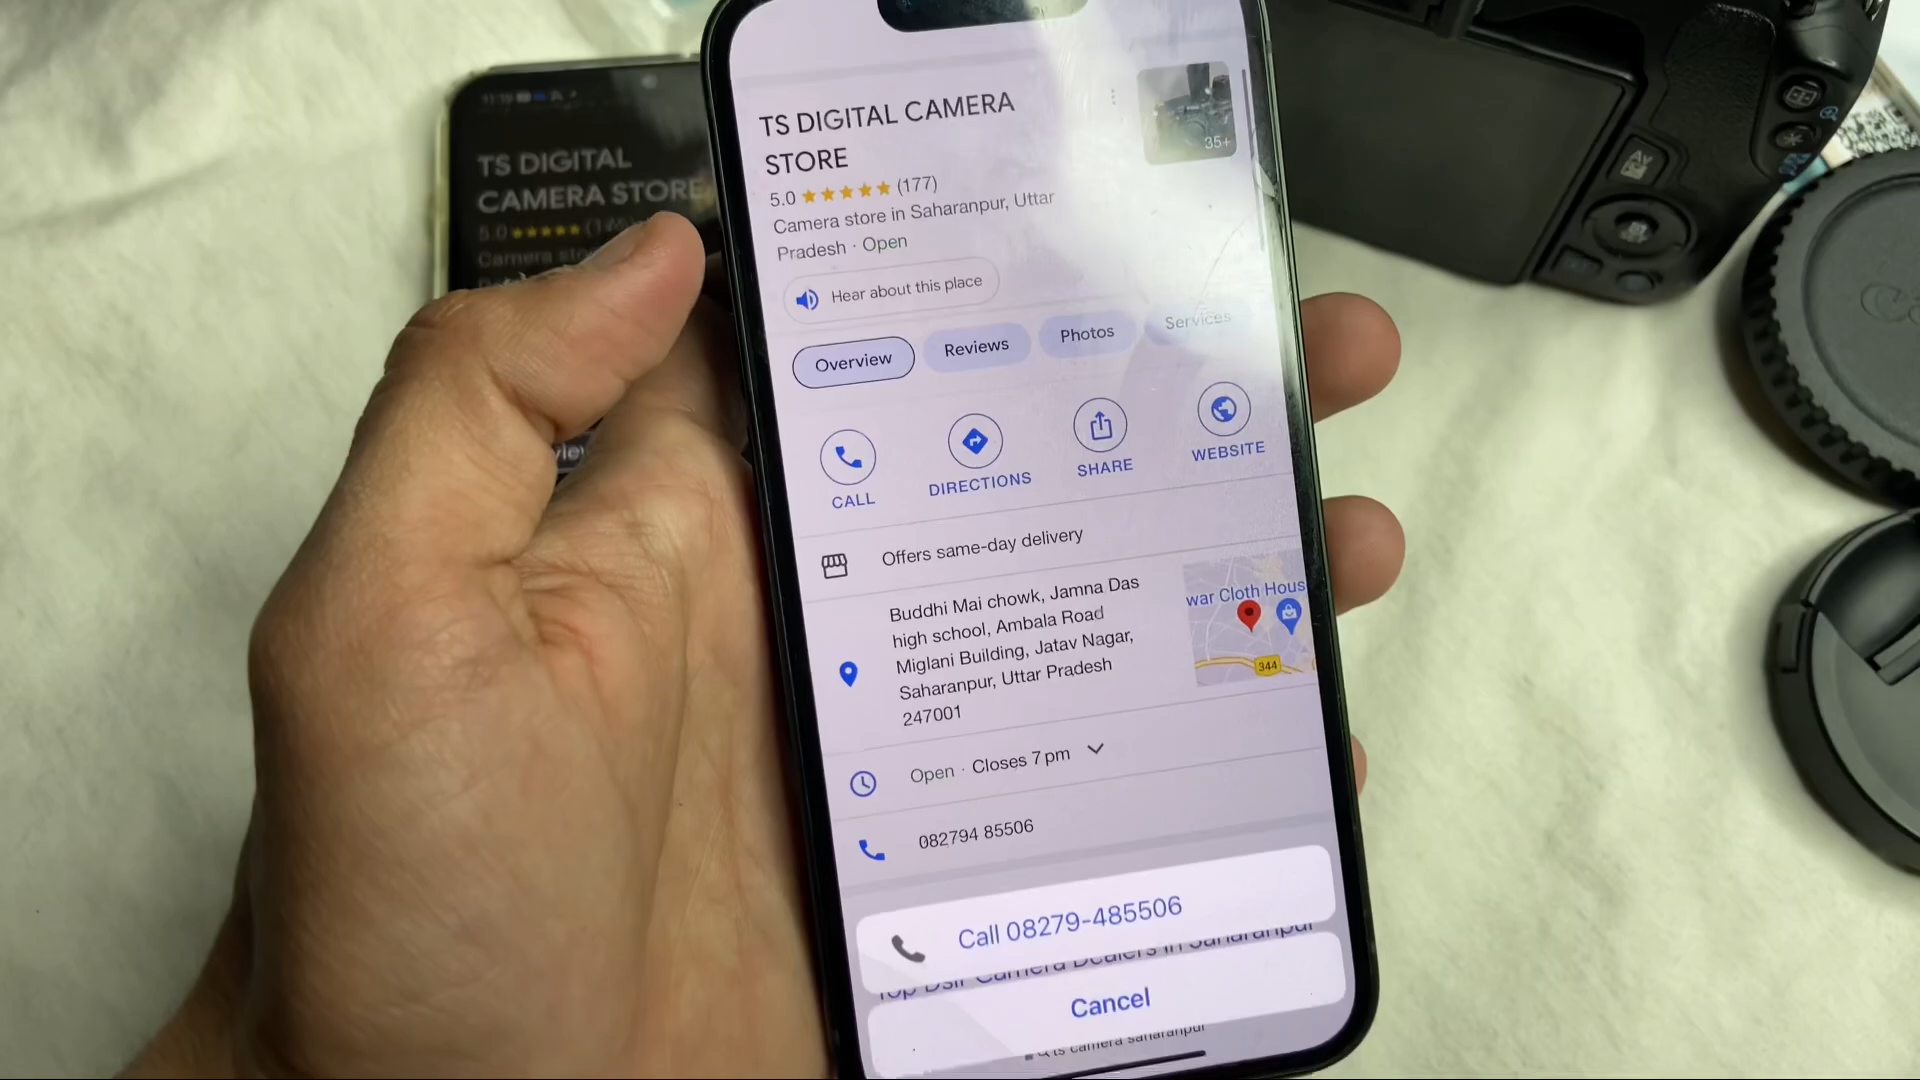 TS DIGITAL
CAMERA STORE
5.0
Camera
TS DIGITAL CAMERA
STORE
35+
5.0 ★★★★★ (177)
Camera store in Saharanpur, Uttar
Pradesh · Open
Hear about this place
Overview
Reviews
Photos
Services
CALL
DIRECTIONS
SHARE
WEBSITE
Offers same-day delivery
Buddhi Mai chowk, Jamna Das
high school, Ambala Road
Miglani Building, Jatav Nagar,
Saharanpur, Uttar Pradesh
247001
war Cloth Hous
344
Open · Closes 7 pm
082794 85506
Call 08279-485506
Top Dslr Camera Dealers in Saharanpur
Cancel
ts camera saharanpur
Av